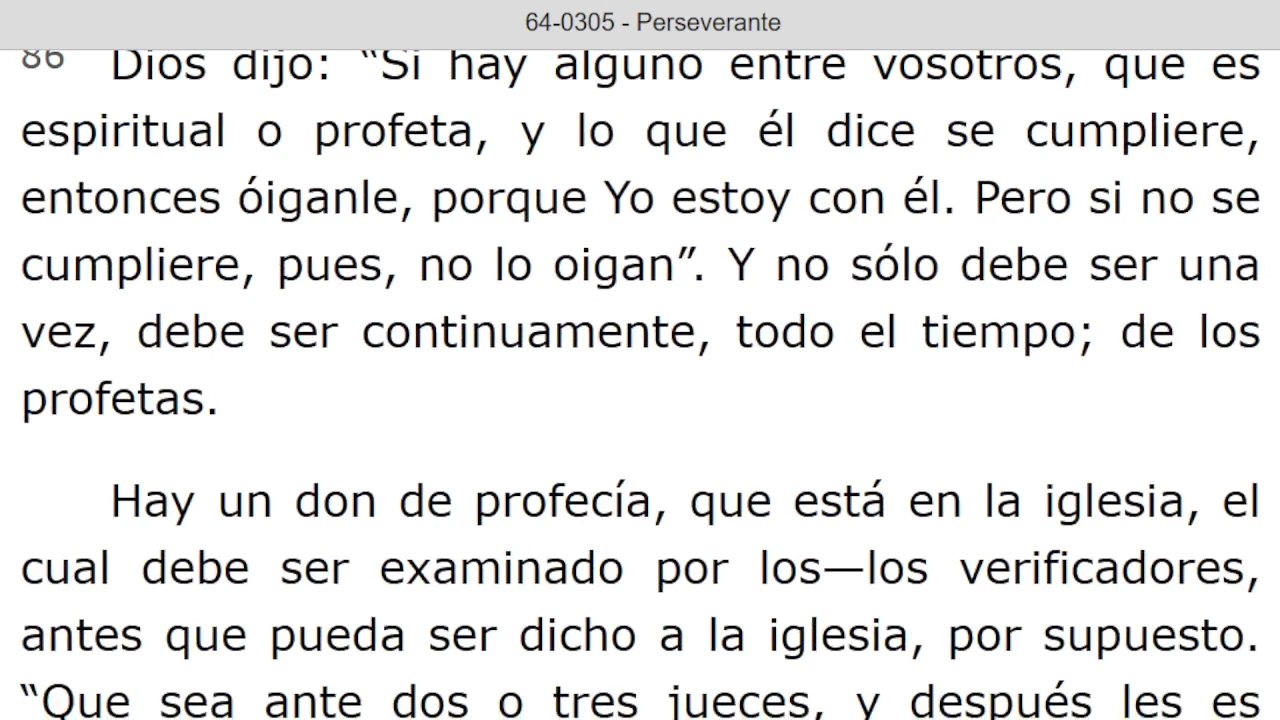 64-0305 - Perseverante
86 Dios dijo: “Si hay alguno entre vosotros, que es
espiritual o profeta, y lo que él dice se cumpliere,
entonces óiganle, porque Yo estoy con él. Pero si no se
cumpliere, pues, no lo oigan”. Y no sólo debe ser una
vez, debe ser continuamente, todo el tiempo; de los
profetas.
Hay un don de profecía, que está en la iglesia, el
cual debe ser examinado por los—los verificadores,
antes que pueda ser dicho a la iglesia, por supuesto.
“Que sea ante dos o tres jueces, y después les es